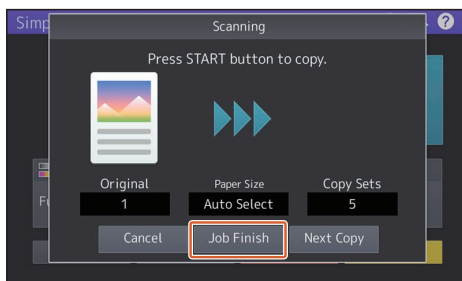 Simp
?
Scanning
Press START button to copy.
Original
Paper Size
Copy Sets
1
Auto Select
5
Cancel
Job Finish
Next Copy